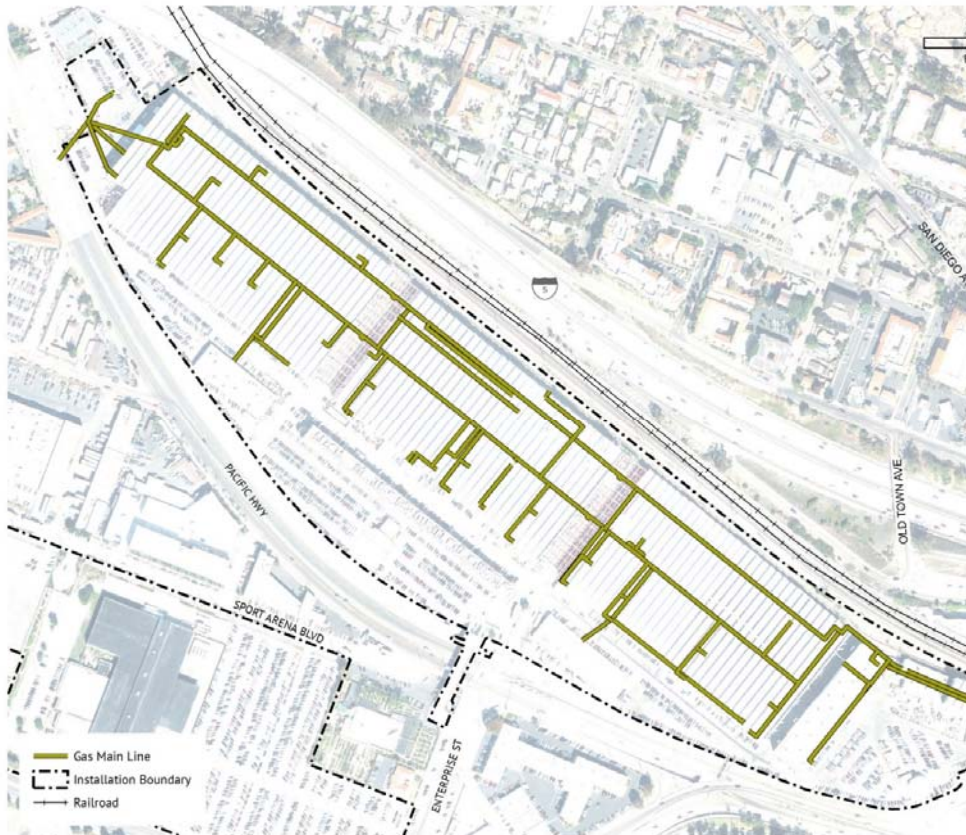 5
SAN DIEGO A
OLD TOWN AVE
PACIFIC HWY
SPORT ARENA BLVD
ENTERPRISE ST
Gas Main Line
Installation Boundary
Railroad